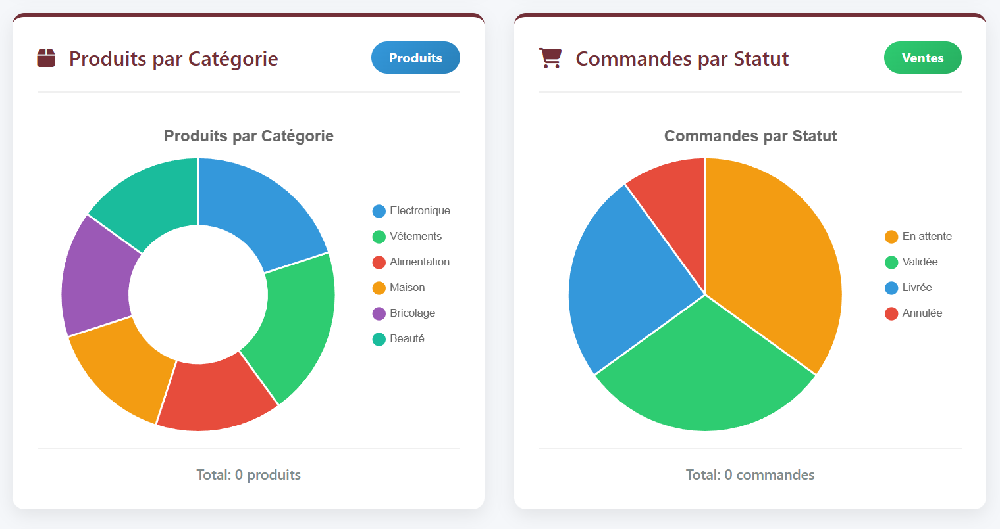 Produits par Catégorie
Produits
Produits par Catégorie
Electronique
Vêtements
Alimentation
Maison
Bricolage
Beauté
Total: 0 produits
Commandes par Statut
Ventes
Commandes par Statut
En attente
Validée
Livrée
Annulée
Total: 0 commandes